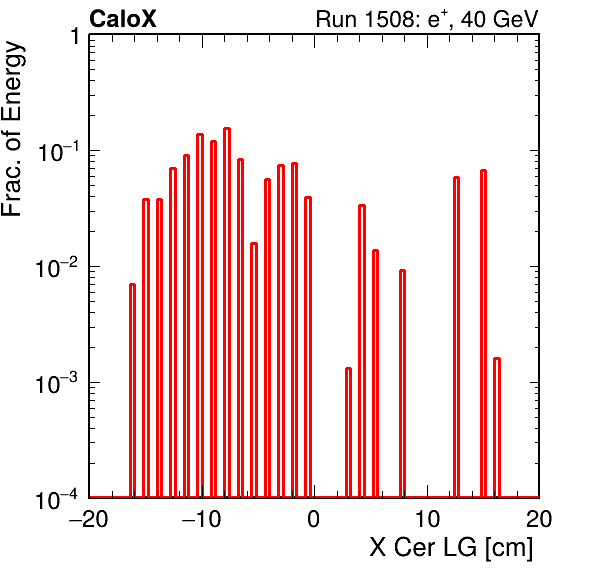 CaloX Run 1508: e⁺, 40 GeV
Frac. of Energy
1
10⁻¹
10⁻²
10⁻³
10⁻⁴
−20 −10 0 10 20
X Cer LG [cm]